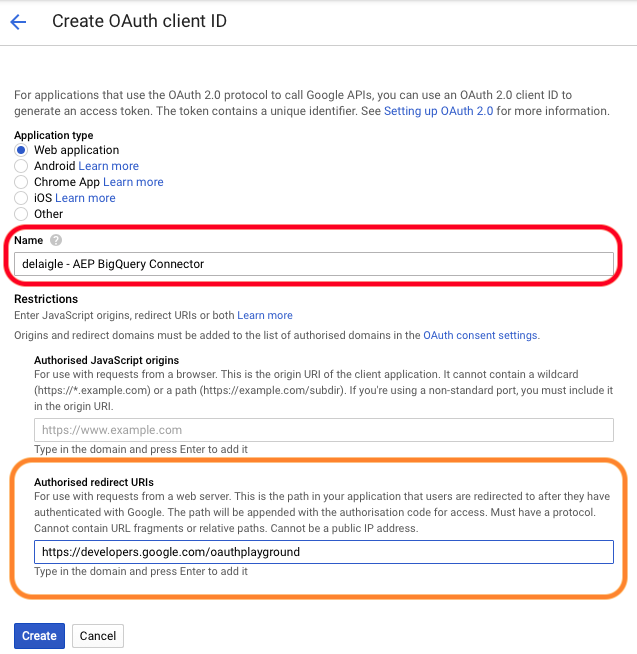 Create OAuth client ID
For applications that use the OAuth 2.0 protocol to call Google APIs, you can use an OAuth 2.0 client ID to
generate an access token. The token contains a unique identifier. See Setting up OAuth 2.0 for more information.
Application type
Web application
Android Learn more
Chrome App Learn more
iOS Learn more
Other
Name ?
delaigle - AEP BigQuery Connector
Restrictions
Enter JavaScript origins, redirect URIs or both Learn more
Origins and redirect domains must be added to the list of authorised domains in the OAuth consent settings.
Authorised JavaScript origins
For use with requests from a browser. This is the origin URI of the client application. It cannot contain a wildcard
(https://*.example.com) or a path (https://example.com/subdir). If you're using a non-standard port, you must include it
in the origin URI.
https://www.example.com
Type in the domain and press Enter to add it
Authorised redirect URIs
For use with requests from a web server. This is the path in your application that users are redirected to after they have
authenticated with Google. The path will be appended with the authorisation code for access. Must have a protocol.
Cannot contain URL fragments or relative paths. Cannot be a public IP address.
https://developers.google.com/oauthplayground
Type in the domain and press Enter to add it
Create Cancel